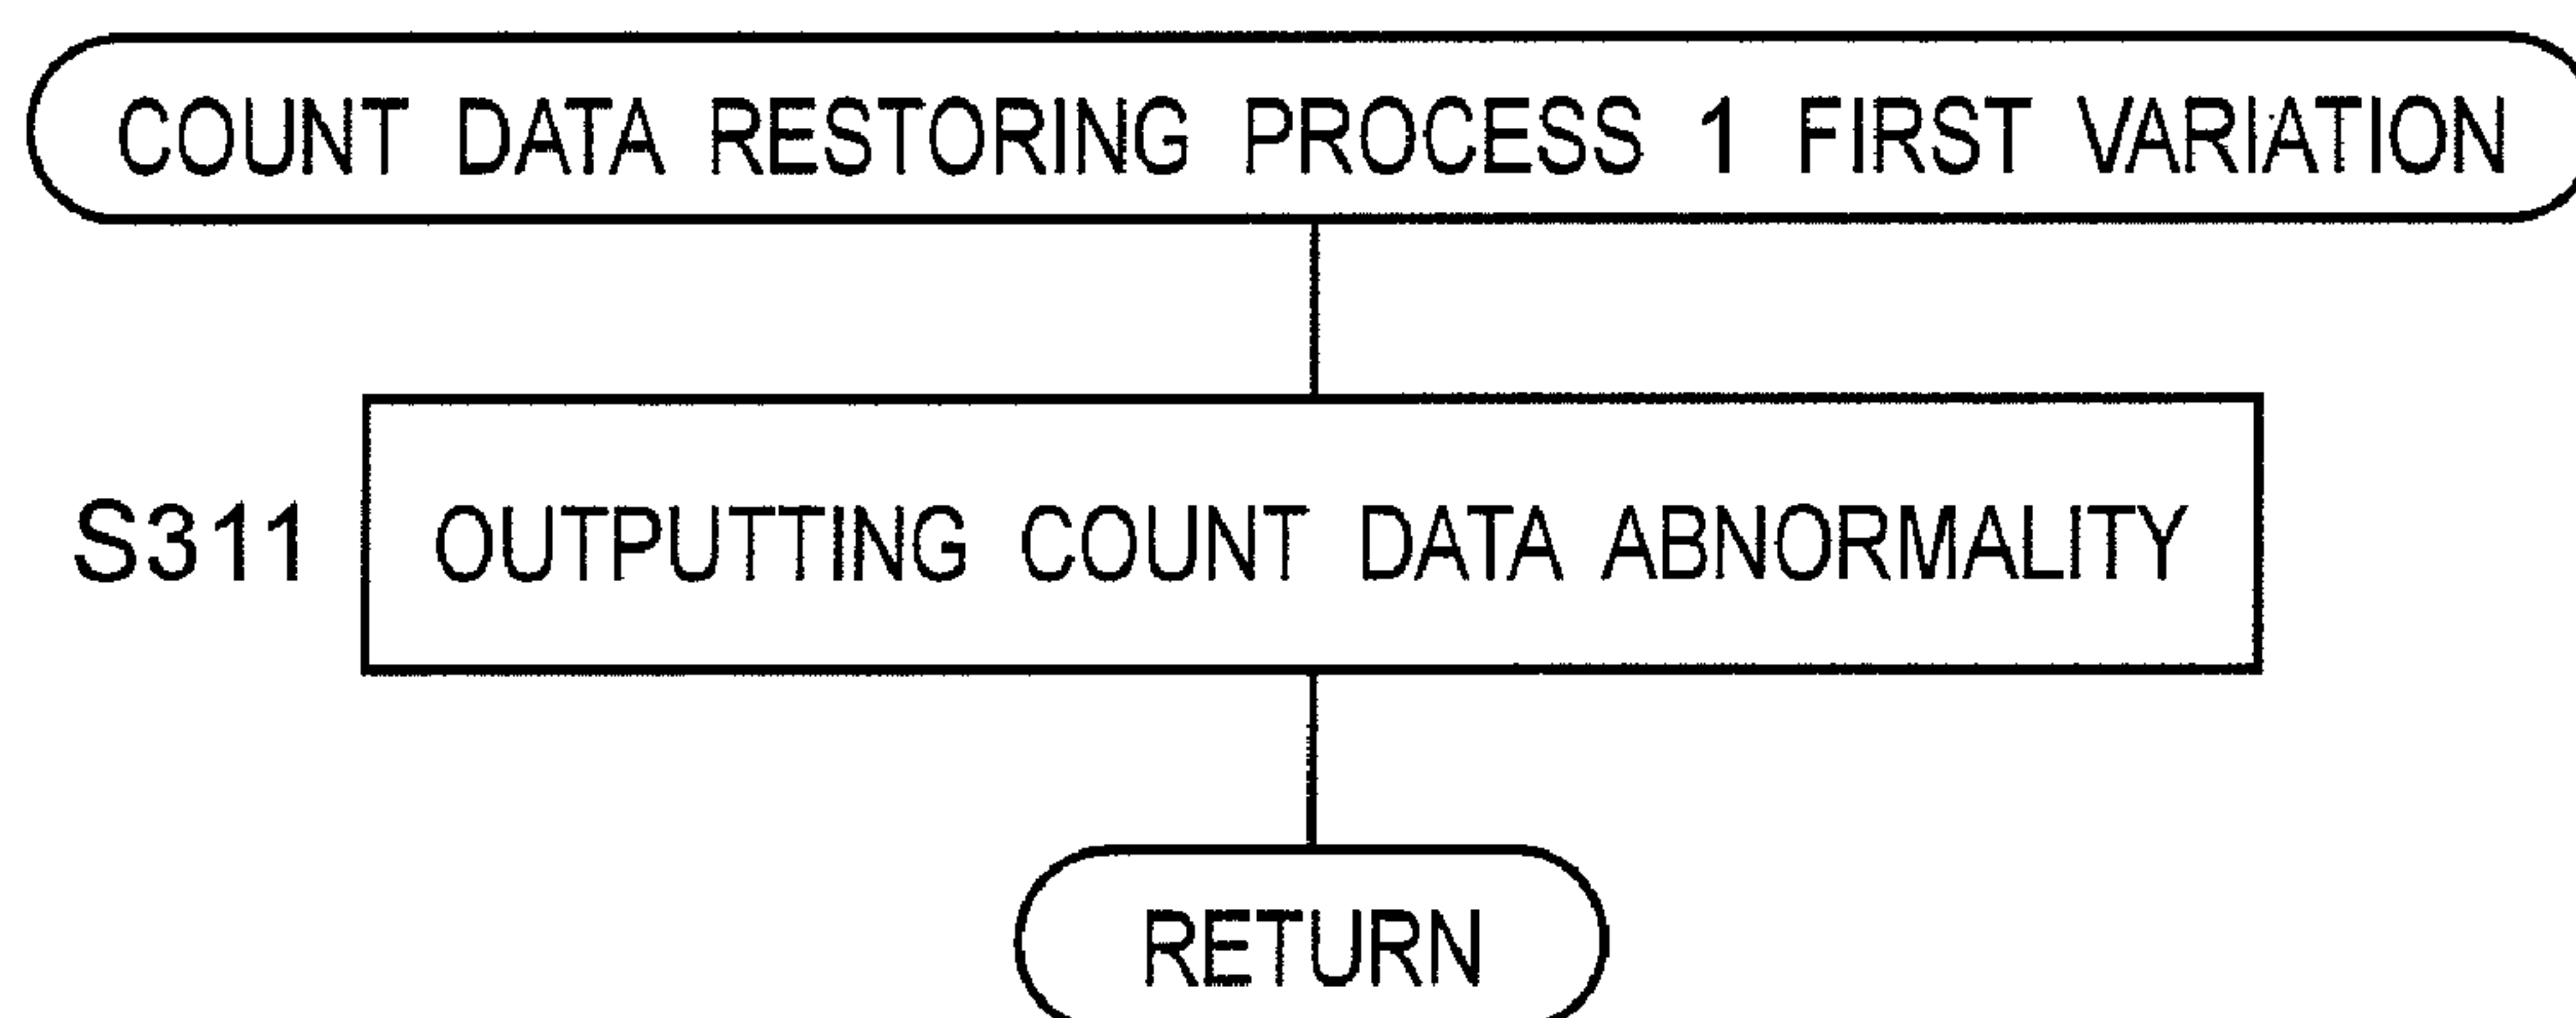 COUNT DATA RESTORING PROCESS 1 FIRST VARIATION
S311 OUTPUTTING COUNT DATA ABNORMALITY
RETURN